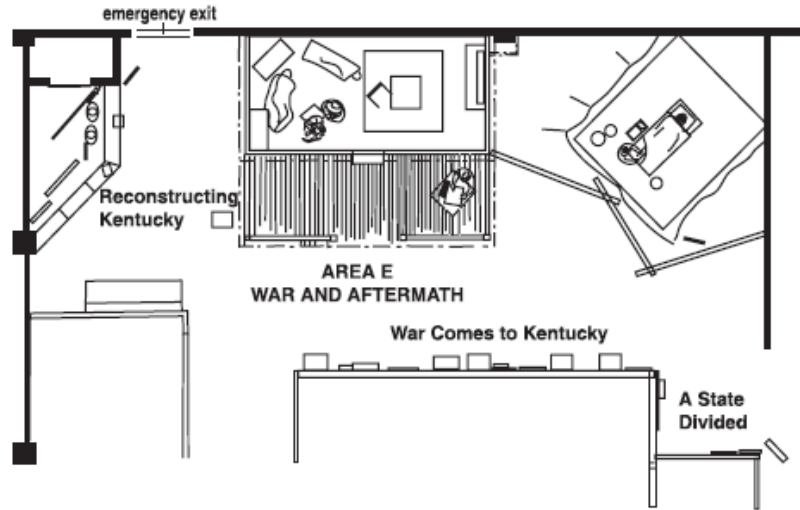 emergency exit
Reconstructing
Kentucky
AREA E
WAR AND AFTERMATH
War Comes to Kentucky
A State
Divided